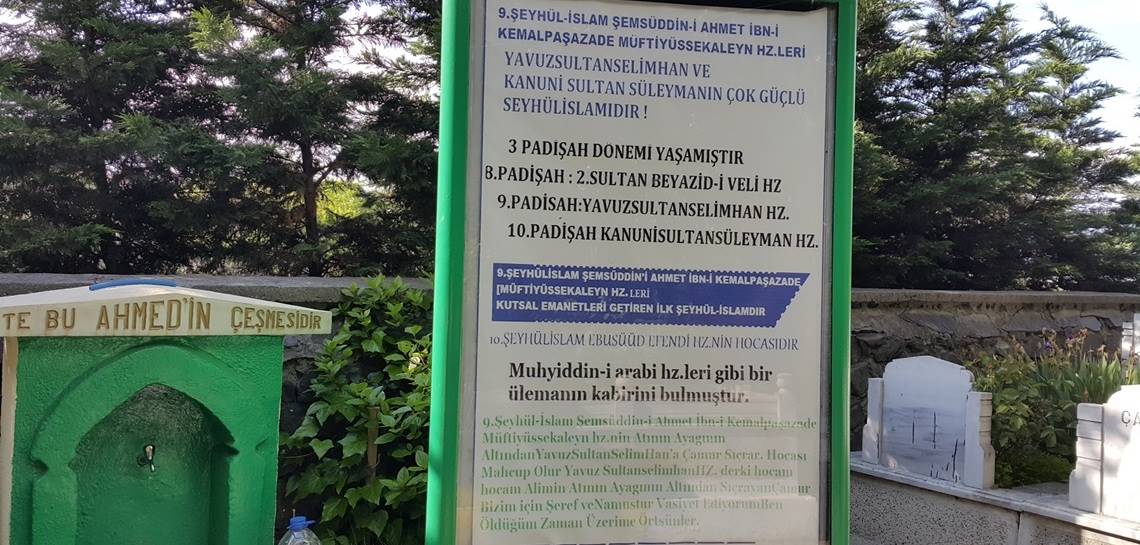 9.ŞEYHÜL-İSLAM ŞEMSÜDDİN-İ AHMET İBN-İ
KEMALPAŞAZADE MÜFTİYÜSSEKALEYN HZ.LERİ
YAVUZSULTANSELİMHAN VE
KANUNİ SULTAN SÜLEYMANIN ÇOK GÜÇLÜ
SEYHÜLİSLAMIDIR !
3 PADİŞAH DONEMİ YAŞAMIŞTIR
8.PADİŞAH : 2.SULTAN BEYAZID-İ VELİ HZ
9.PADİSAH:YAVUZSULTANSELİMHAN HZ.
10.PADİŞAH KANUNİSULTANSÜLEYMAN HZ.
9.ŞEYHÜLİSLAM ŞEMSÜDDİN'İ AHMET İBN-İ KEMALPAŞAZADE
[MÜFTİYÜSSEKALEYN HZ. LERİ
KUTSAL EMANETLERİ GETİREN İLK ŞEYHÜL-İSLAMDIR
10.ŞEYHÜLİSLAM EBUSÜÜD EFENDİ HZ.NİN HOCASIDIR
Muhyiddin-i arabi hz.leri gibi bir
ülemanın kabirini bulmuştur.
9.Şeyhül-İslam Şemsüddin-i Ahmet İbn-i Kemalpaşazade
Müftiyüssekaleyn hz.nin Atının Ayagının
AltındanYavuzSultanSelimHan'a Çamur Sıçrar. Hocası
Mahcup Olur Yavuz SultanselimhanHZ. derki hocam
hocam Alimin Atının Ayagının Altından SıçrayanÇamur
Bizim için Şeref veNamustur Vasiyet EdiyorumBen
Öldüğüm Zaman Üzerime Örtsünler.
TE BU AHMED'İN ÇEŞMESİDİR
ÇA